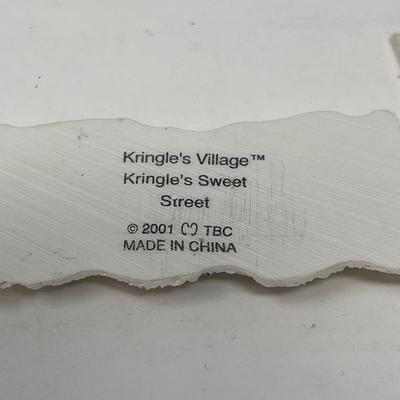 Kringle's Village™
Kringle's Sweet
Street
© 2001 TBC
MADE IN CHINA